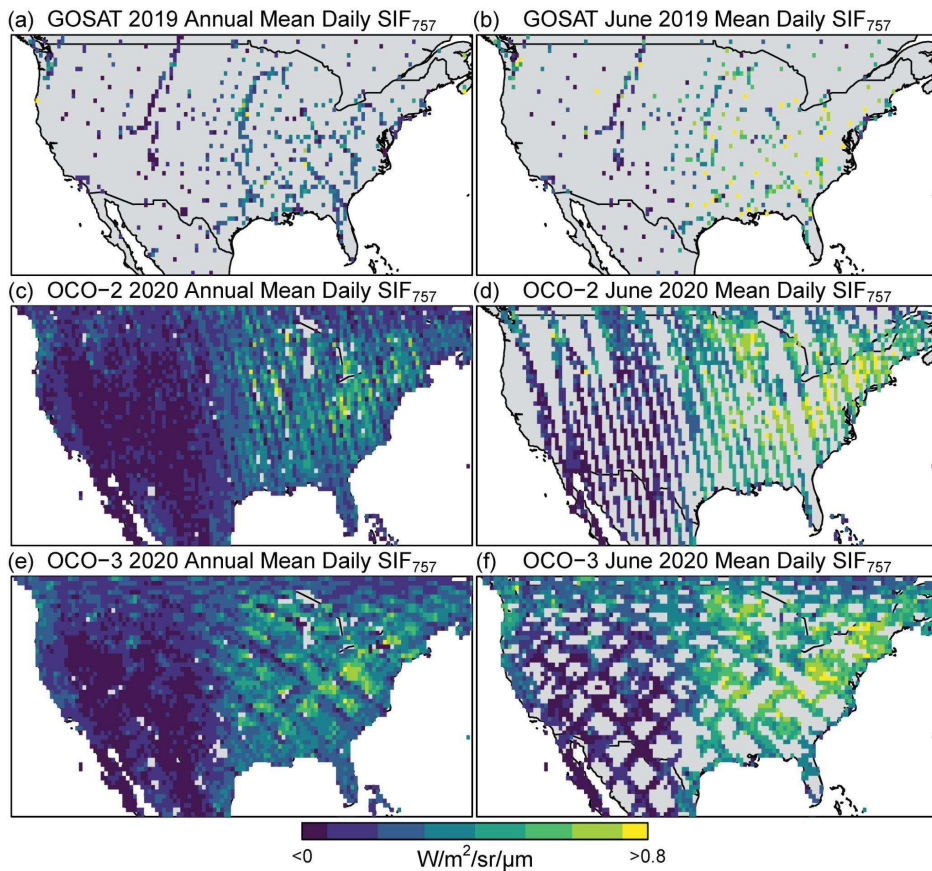 (a) GOSAT 2019 Annual Mean Daily SIF757
(b) GOSAT June 2019 Mean Daily SIF757
(c) OCO−2 2020 Annual Mean Daily SIF757
(d) OCO−2 June 2020 Mean Daily SIF757
(e) OCO−3 2020 Annual Mean Daily SIF757
(f) OCO−3 June 2020 Mean Daily SIF757
<0 W/m²/sr/µm >0.8